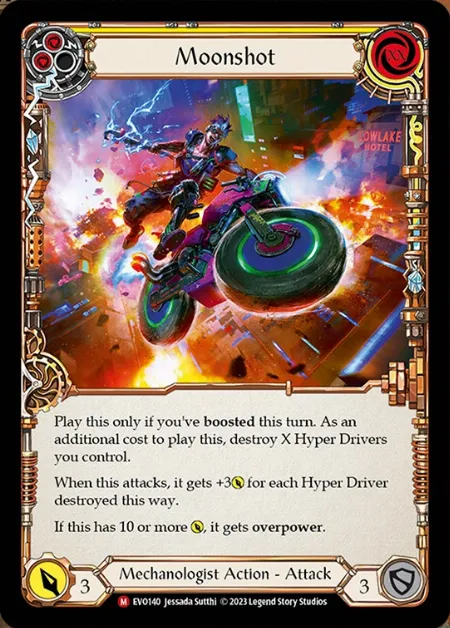 Moonshot
XX
OWLAKE
HOTEL
Play this only if you've boosted this turn. As an
additional cost to play this, destroy X Hyper Drivers
you control.
When this attacks, it gets +3 for each Hyper Driver
destroyed this way.
If this has 10 or more , it gets overpower.
3
Mechanologist Action - Attack
3
M EVO140 Jessada Sutthi © 2023 Legend Story Studios